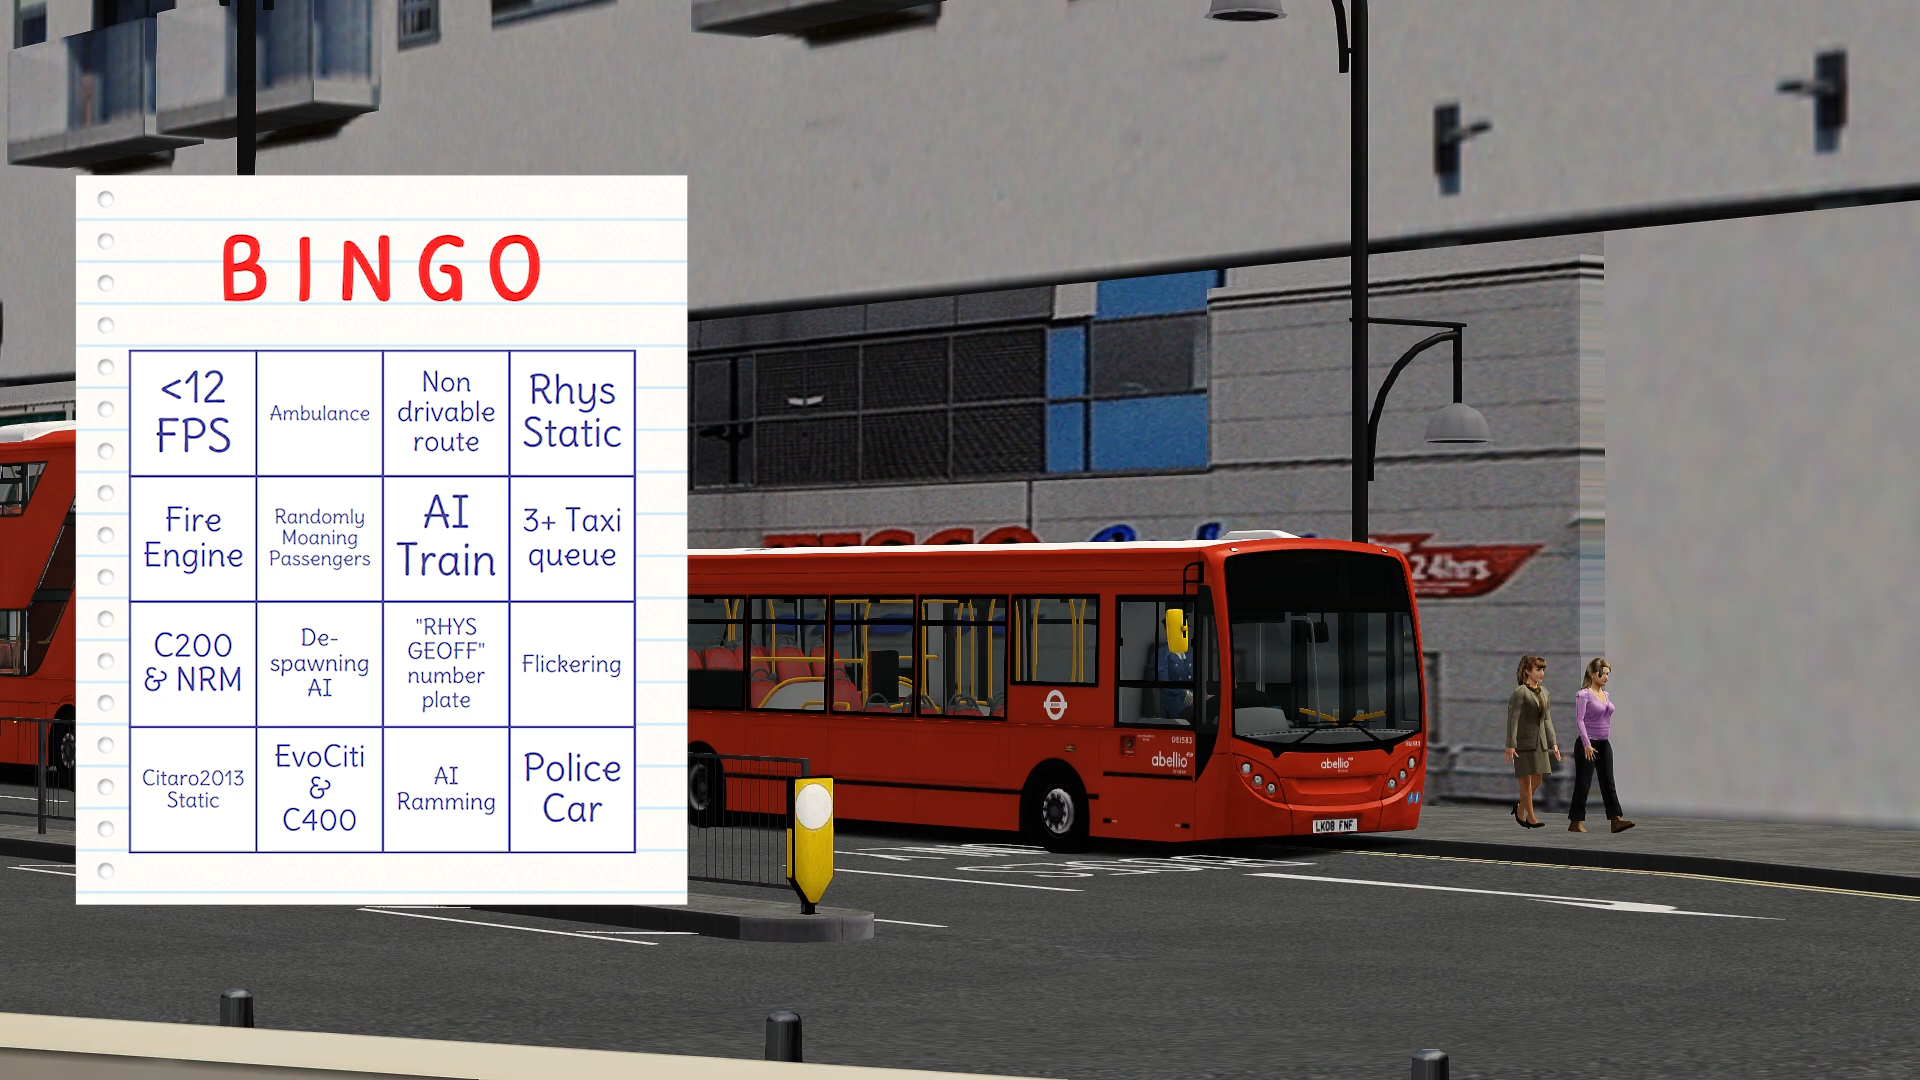 BINGO
<12
FPS
Ambulance
Non
drivable
route
Rhys
Static
Fire
Engine
Randomly
Moaning
Passengers
AI
Train
3+ Taxi
queue
C200
& NRM
De-
spawning
AI
"RHYS
GEOFF"
number
plate
Flickering
Citaro2013
Static
EvoCiti
&
C400
AI
Ramming
Police
Car
TESCO
24hrs
abellio
abellio
LK08 FNF